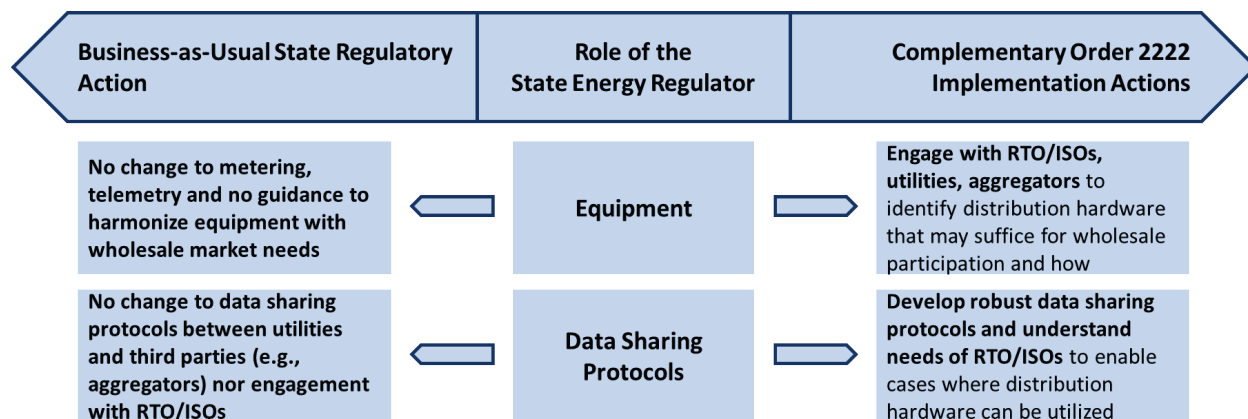 Business-as-Usual State Regulatory
Action
Role of the
State Energy Regulator
Complementary Order 2222
Implementation Actions
No change to metering,
telemetry and no guidance to
harmonize equipment with
wholesale market needs
Equipment
Engage with RTO/ISOs,
utilities, aggregators to
identify distribution hardware
that may suffice for wholesale
participation and how
No change to data sharing
protocols between utilities
and third parties (e.g.,
aggregators) nor engagement
with RTO/ISOs
Data Sharing
Protocols
Develop robust data sharing
protocols and understand
needs of RTO/ISOs to enable
cases where distribution
hardware can be utilized